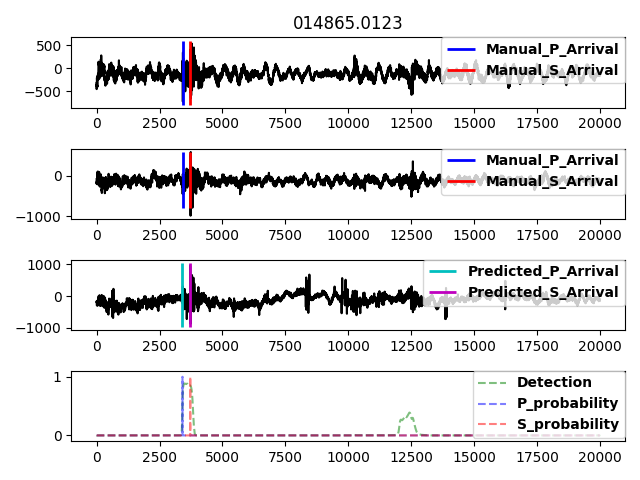 014865.0123
500
0
−500
Manual_P_Arrival
Manual_S_Arrival
0 2500 5000 7500 10000 12500 15000 17500 20000
0
−1000
Manual_P_Arrival
Manual_S_Arrival
0 2500 5000 7500 10000 12500 15000 17500 20000
1000
0
−1000
Predicted_P_Arrival
Predicted_S_Arrival
0 2500 5000 7500 10000 12500 15000 17500 20000
1
0
Detection
P_probability
S_probability
0 2500 5000 7500 10000 12500 15000 17500 20000